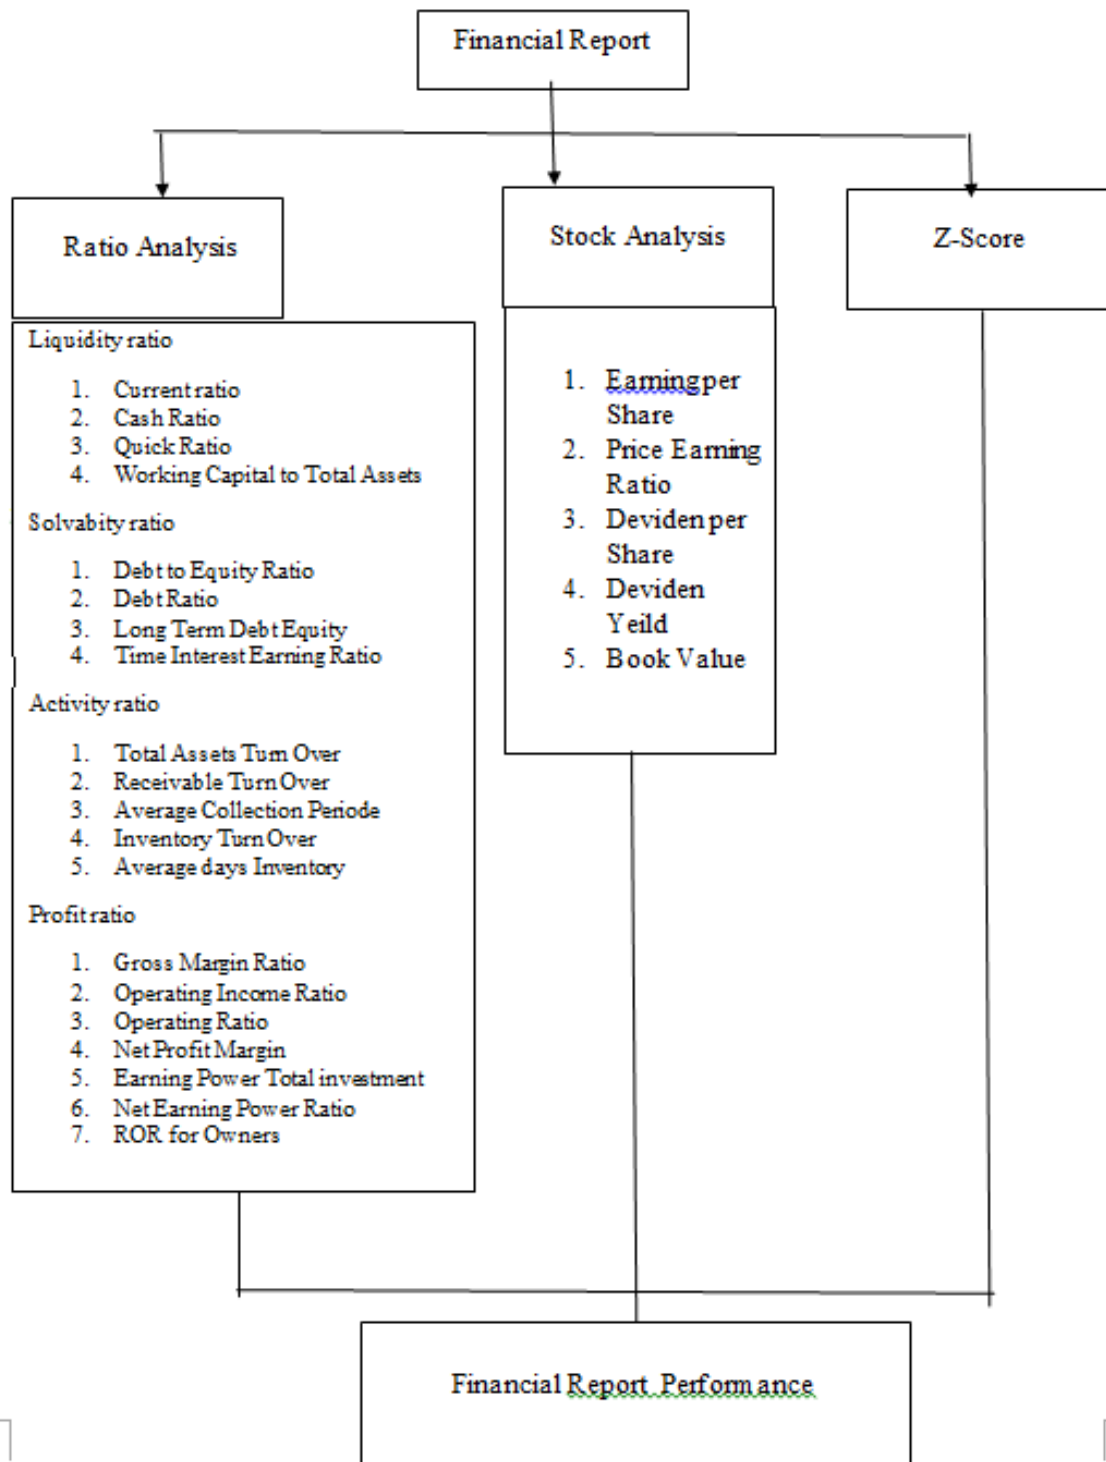 Financial Report
Ratio Analysis
Stock Analysis
Z-Score
Liquidity ratio
1. Current ratio
2. Cash Ratio
3. Quick Ratio
4. Working Capital to Total Assets
Solvabity ratio
1. Debt to Equity Ratio
2. Debt Ratio
3. Long Term Debt Equity
4. Time Interest Earning Ratio
Activity ratio
1. Total Assets Turn Over
2. Receivable Turn Over
3. Average Collection Periode
4. Inventory Turn Over
5. Average days Inventory
Profit ratio
1. Gross Margin Ratio
2. Operating Income Ratio
3. Operating Ratio
4. Net Profit Margin
5. Earning Power Total investment
6. Net Earning Power Ratio
7. ROR for Owners
1. Earning per
Share
2. Price Earning
Ratio
3. Deviden per
Share
4. Deviden
Yeild
5. Book Value
Financial Report Performance